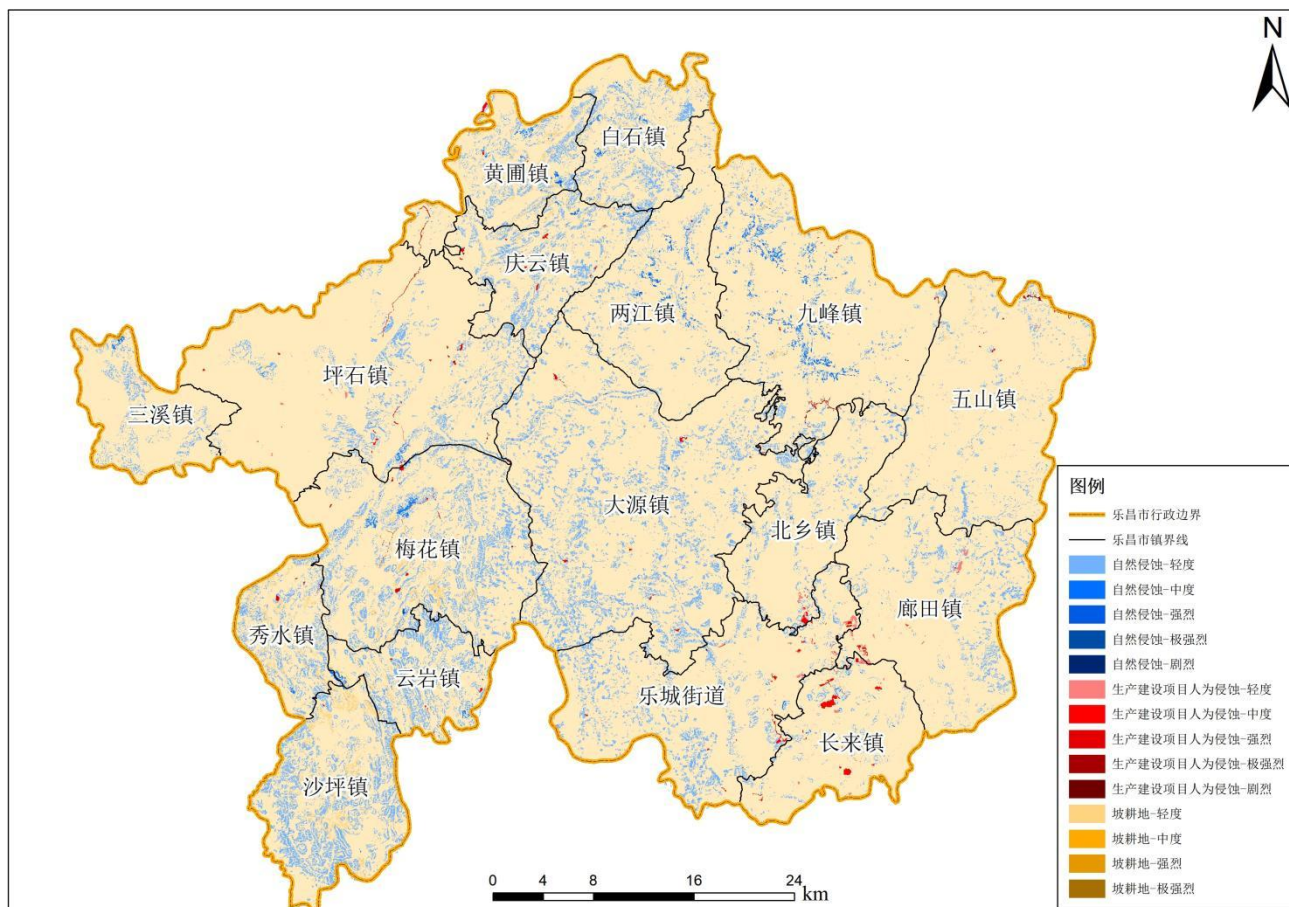 N
白石镇
黄圃镇
庆云镇
两江镇
九峰镇
坪石镇
五山镇
三溪镇
大源镇
北乡镇
梅花镇
廊田镇
秀水镇
云岩镇
乐城街道
长来镇
沙坪镇
图例
乐昌市行政边界
乐昌市镇界线
自然侵蚀-轻度
自然侵蚀-中度
自然侵蚀-强烈
自然侵蚀-极强烈
自然侵蚀-剧烈
生产建设项目人为侵蚀-轻度
生产建设项目人为侵蚀-中度
生产建设项目人为侵蚀-强烈
生产建设项目人为侵蚀-极强烈
生产建设项目人为侵蚀-剧烈
坡耕地-轻度
坡耕地-中度
坡耕地-强烈
坡耕地-极强烈
0 4 8 16 24
km